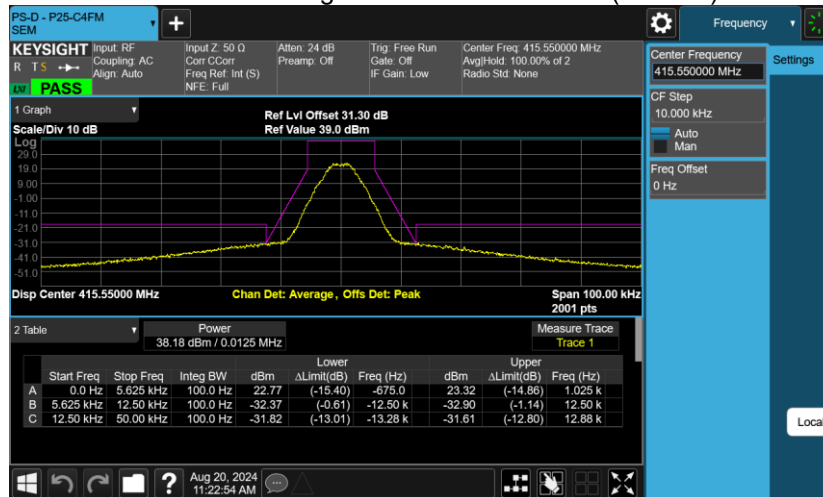 PS-D - P25-C4FM
SEM
Frequency
KEYSIGHT
R T S
LXI
PASS
Input: RF
Coupling: AC
Align: Auto
Input Z: 50 Ω
Corr CCorr
Freq Ref: Int (S)
NFE: Full
Atten: 24 dB
Preamp: Off
Trig: Free Run
Gate: Off
IF Gain: Low
Center Freq: 415.550000 MHz
Avg|Hold: 100.00% of 2
Radio Std: None
Center Frequency
415.550000 MHz
Settings
CF Step
10.000 kHz
Auto
Man
Freq Offset
0 Hz
1 Graph
Scale/Div 10 dB
Ref Lvl Offset 31.30 dB
Ref Value 39.0 dBm
Log
29.0
19.0
9.00
-1.00
-11.0
-21.0
-31.0
-41.0
-51.0
Disp Center 415.55000 MHz
Chan Det: Average, Offs Det: Peak
Span 100.00 kHz
2001 pts
2 Table
Power
38.18 dBm / 0.0125 MHz
Measure Trace
Trace 1
Lower Upper
Start Freq Stop Freq Integ BW dBm ΔLimit(dB) Freq (Hz) dBm ΔLimit(dB) Freq (Hz)
A 0.0 Hz 5.625 kHz 100.0 Hz 22.77 (-15.40) -675.0 23.32 (-14.86) 1.025 k
B 5.625 kHz 12.50 kHz 100.0 Hz -32.37 (-0.61) -12.50 k -32.90 (-1.14) 12.50 k
C 12.50 kHz 50.00 kHz 100.0 Hz -31.82 (-13.01) -13.28 k -31.61 (-12.80) 12.88 k
Local
Aug 20, 2024
11:22:54 AM